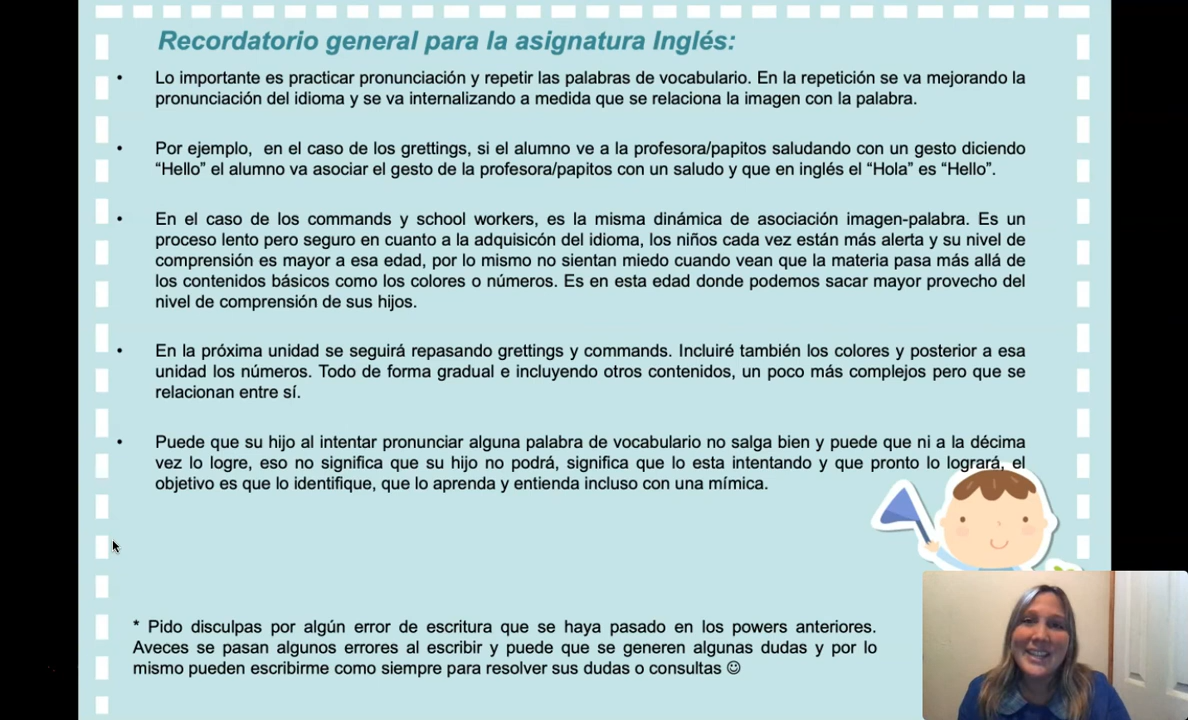 Recordatorio general para la asignatura Inglés:
• Lo importante es practicar pronunciación y repetir las palabras de vocabulario. En la repetición se va mejorando la
pronunciación del idioma y se va internalizando a medida que se relaciona la imagen con la palabra.
• Por ejemplo, en el caso de los grettings, si el alumno ve a la profesora/papitos saludando con un gesto diciendo
“Hello” el alumno va asociar el gesto de la profesora/papitos con un saludo y que en inglés el “Hola” es “Hello”.
• En el caso de los commands y school workers, es la misma dinámica de asociación imagen-palabra. Es un
proceso lento pero seguro en cuanto a la adquisicón del idioma, los niños cada vez están más alerta y su nivel de
comprensión es mayor a esa edad, por lo mismo no sientan miedo cuando vean que la materia pasa más allá de
los contenidos básicos como los colores o números. Es en esta edad donde podemos sacar mayor provecho del
nivel de comprensión de sus hijos.
• En la próxima unidad se seguirá repasando grettings y commands. Incluiré también los colores y posterior a esa
unidad los números. Todo de forma gradual e incluyendo otros contenidos, un poco más complejos pero que se
relacionan entre sí.
• Puede que su hijo al intentar pronunciar alguna palabra de vocabulario no salga bien y puede que ni a la décima
vez lo logre, eso no significa que su hijo no podrá, significa que lo esta intentando y que pronto lo logrará, el
objetivo es que lo identifique, que lo aprenda y entienda incluso con una mímica.
* Pido disculpas por algún error de escritura que se haya pasado en los powers anteriores.
Aveces se pasan algunos errores al escribir y puede que se generen algunas dudas y por lo
mismo pueden escribirme como siempre para resolver sus dudas o consultas ☺